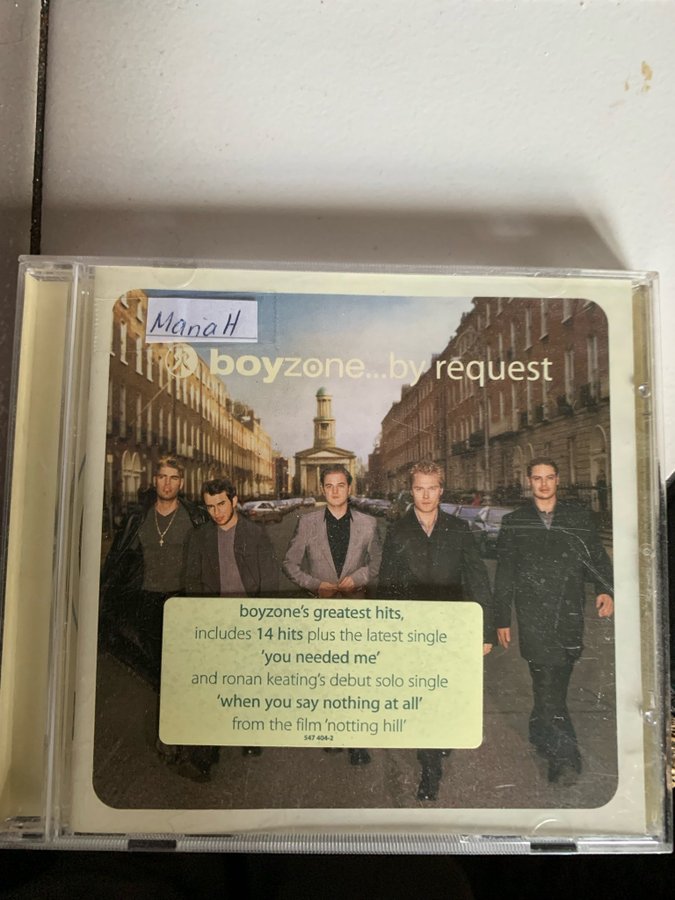 Maria H
boyzone...by request
boyzone's greatest hits,
includes 14 hits plus the latest single
'you needed me'
and ronan keating's debut solo single
'when you say nothing at all'
from the film 'notting hill'
547 404-2